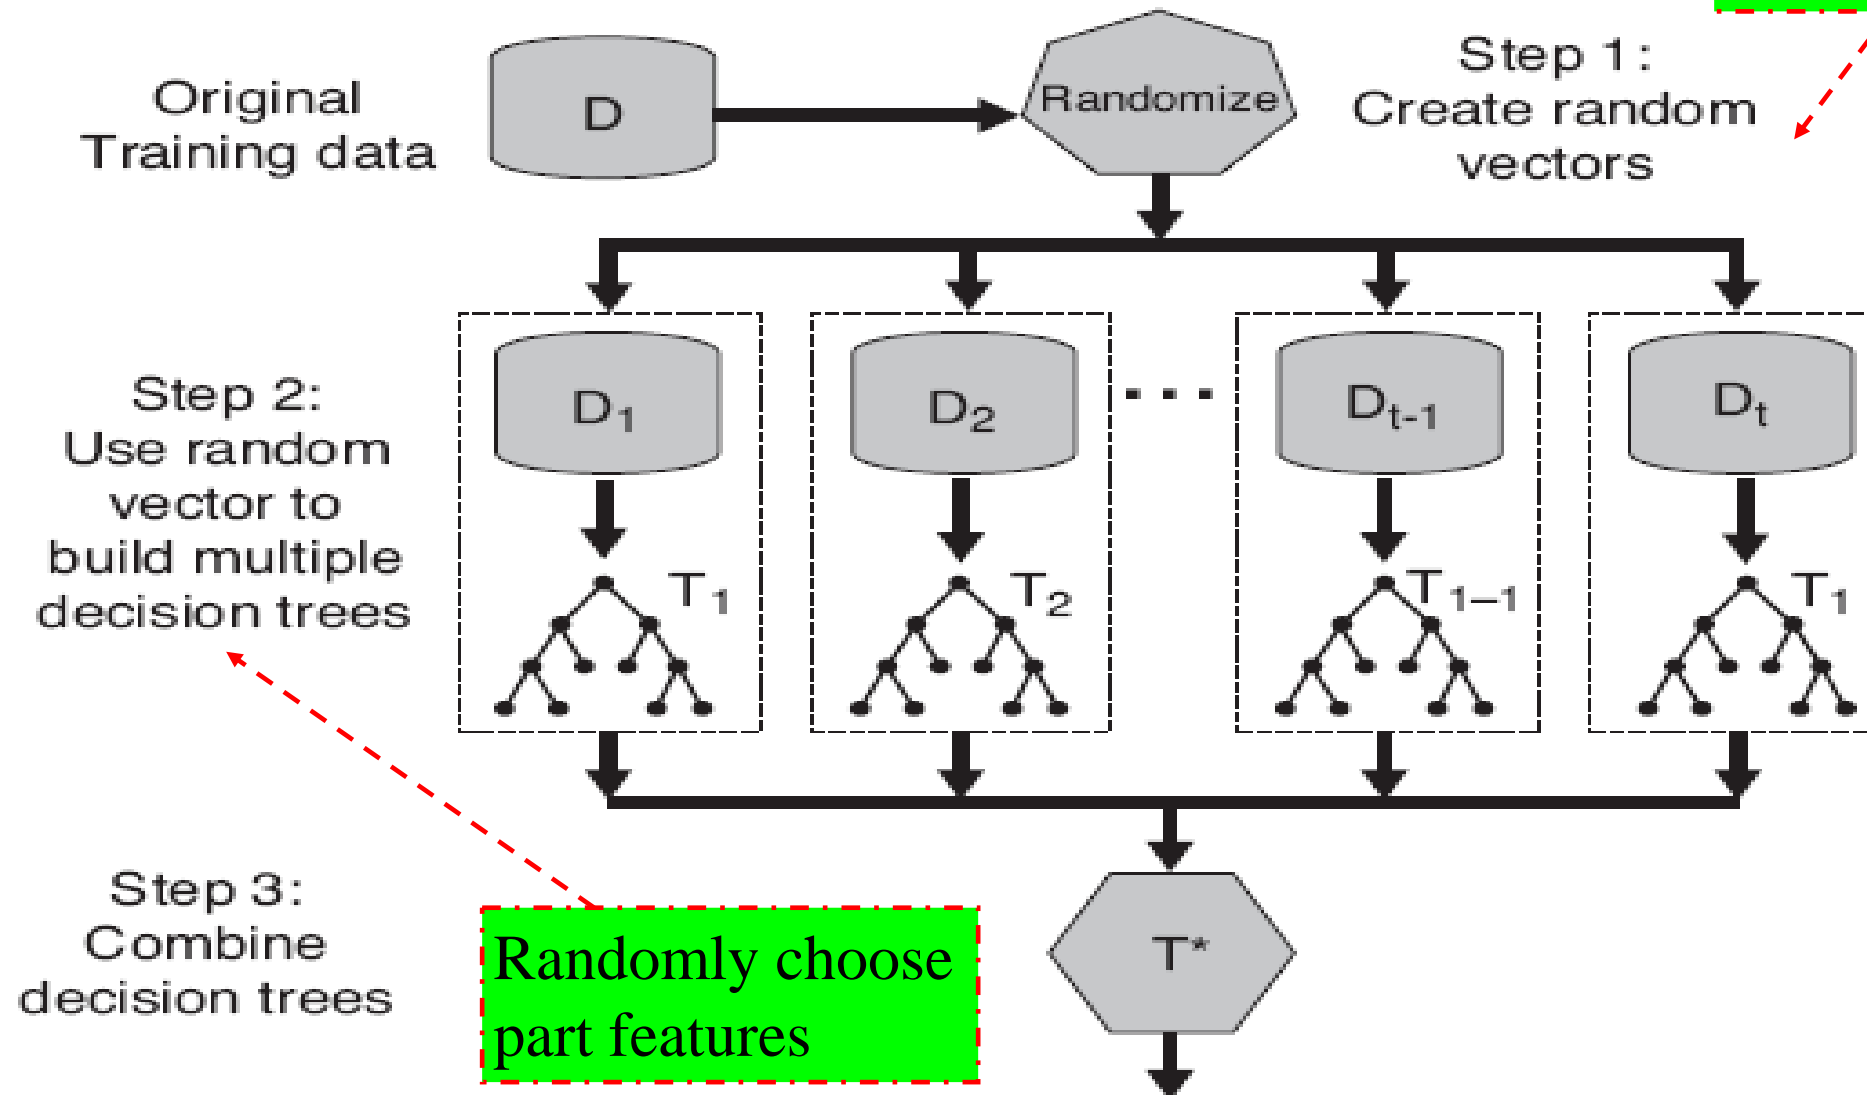 Original
Training data
D
Randomize
Step 1:
Create random
vectors
Step 2:
Use random
vector to
build multiple
decision trees
D1
D2
...
Dt-1
Dt
T1
T2
T1–1
T1
Step 3:
Combine
decision trees
Randomly choose
part features
T*